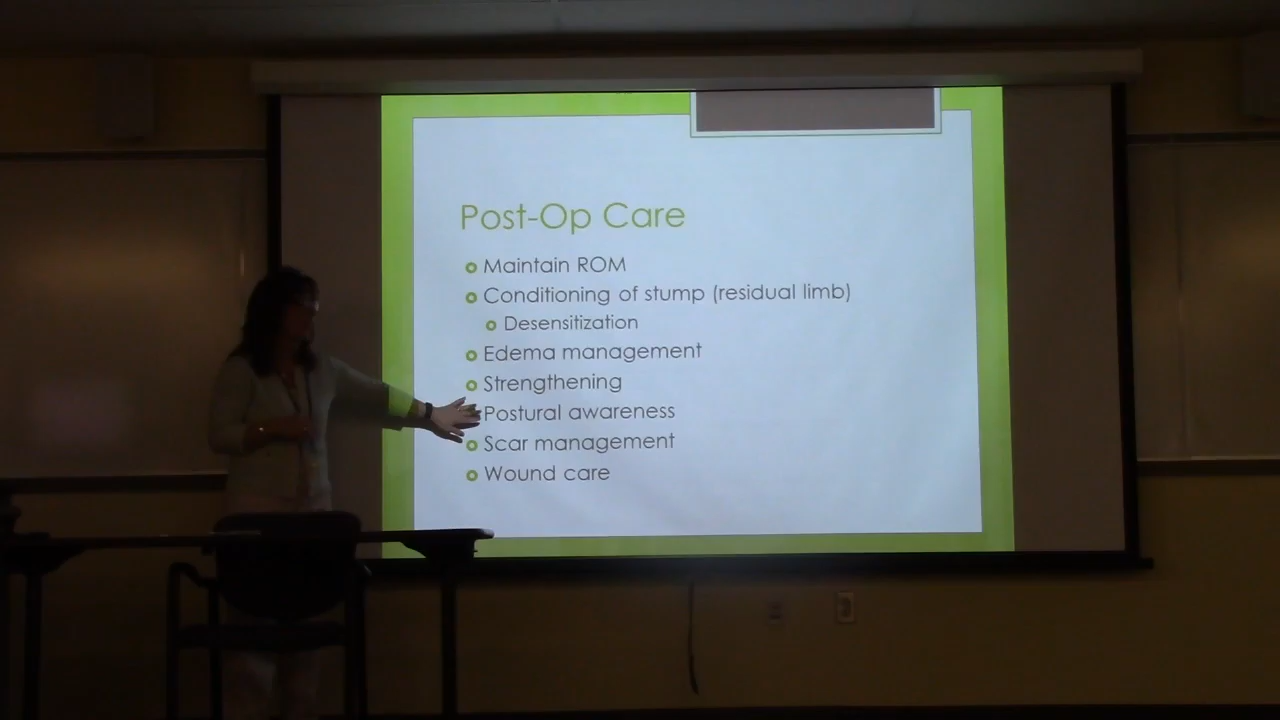 Post-Op Care
Maintain ROM
Conditioning of stump (residual limb)
Desensitization
Edema management
Strengthening
Postural awareness
Scar management
Wound care